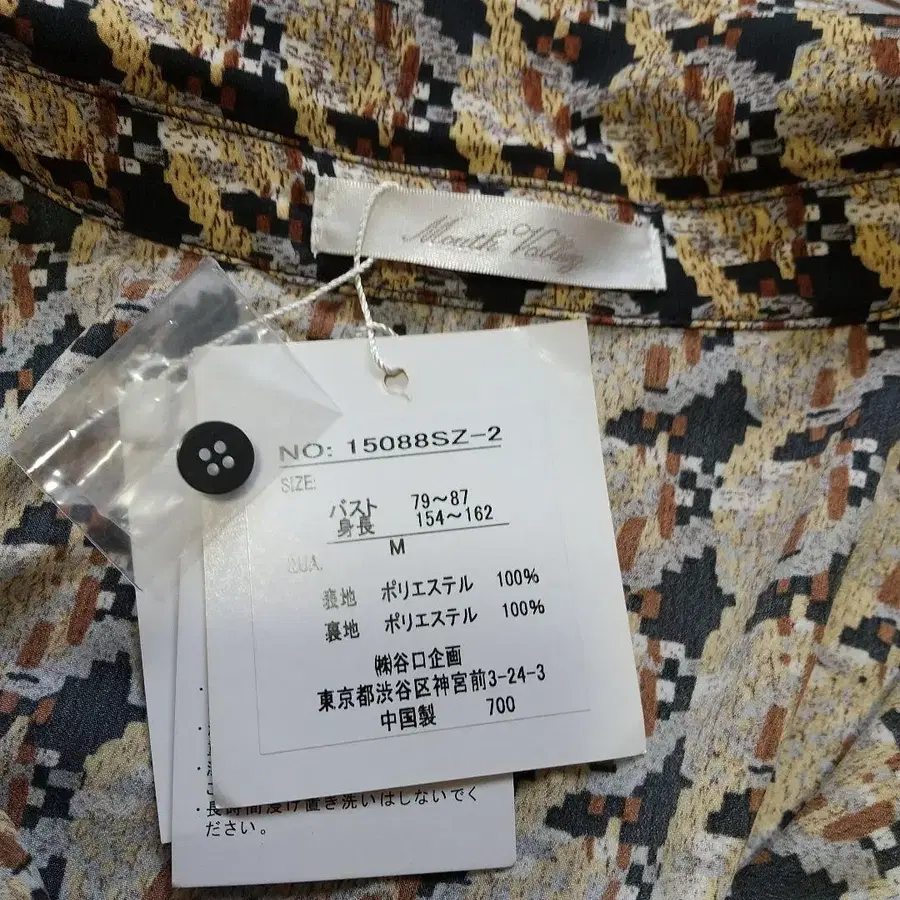 Mouth Valley
NO: 15088SZ-2
SIZE:
バスト 79～87
身長 154～162
M
QUA.
表地 ポリエステル 100%
裏地 ポリエステル 100%
㈱谷口企画
東京都渋谷区神宮前3-24-3
中国製 700
・長時間浸け置き洗いはしないでく
ださい。